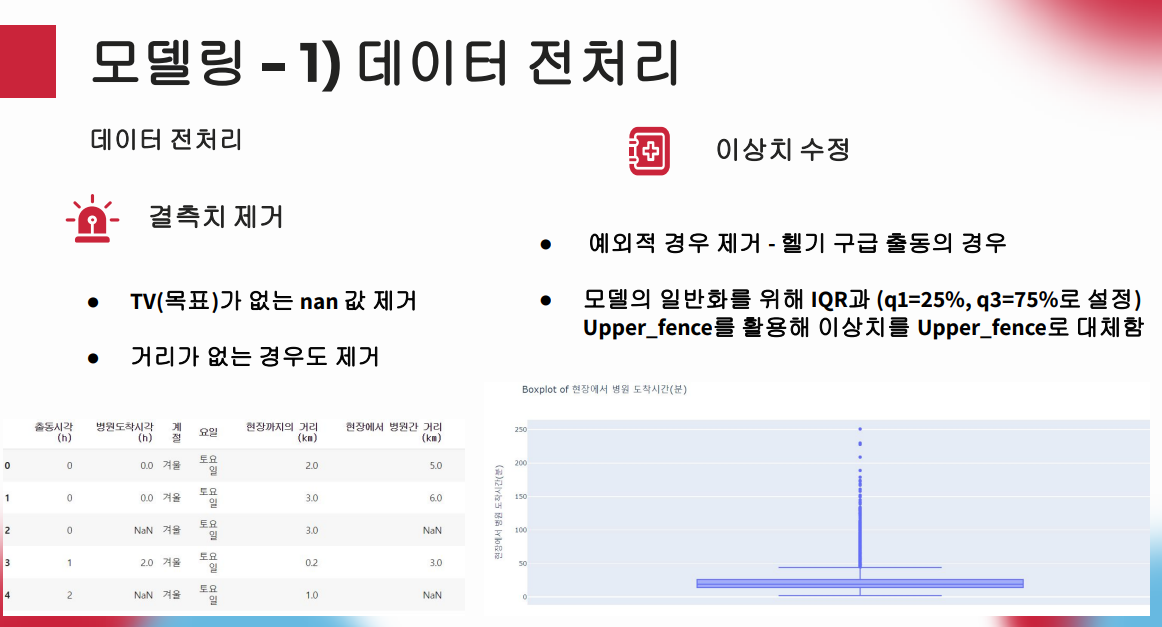 모델링 – 1) 데이터 전처리
데이터 전처리
결측치 제거
● TV(목표)가 없는 nan 값 제거
● 거리가 없는 경우도 제거
출동시각 (h) 병원도착시각 (h) 계절 요일 현장까지의 거리 (km) 현장에서 병원간 거리 (km)
0 0 0.0 겨울 토요일 2.0 5.0
1 0 0.0 겨울 토요일 3.0 6.0
2 0 NaN 겨울 토요일 3.0 NaN
3 1 2.0 겨울 토요일 0.2 3.0
4 2 NaN 겨울 토요일 1.0 NaN
이상치 수정
● 예외적 경우 제거 - 헬기 구급 출동의 경우
● 모델의 일반화를 위해 IQR과 (q1=25%, q3=75%로 설정)
Upper_fence를 활용해 이상치를 Upper_fence로 대체함
Boxplot of 현장에서 병원 도착시간(분)
현장에서 병원 도착시간(분)
250
200
150
100
50
0